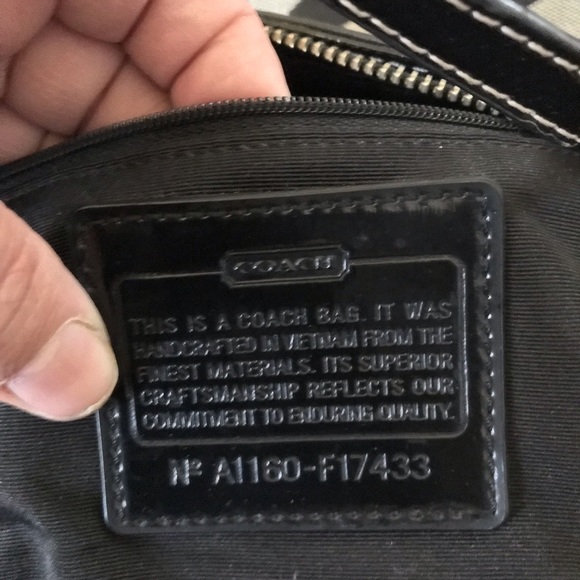 COACH
THIS IS A COACH BAG. IT WAS
HANDCRAFTED IN VIETNAM FROM THE
FINEST MATERIALS. ITS SUPERIOR
CRAFTSMANSHIP REFLECTS OUR
COMMITMENT TO ENDURING QUALITY.
Nº A1160-F17433